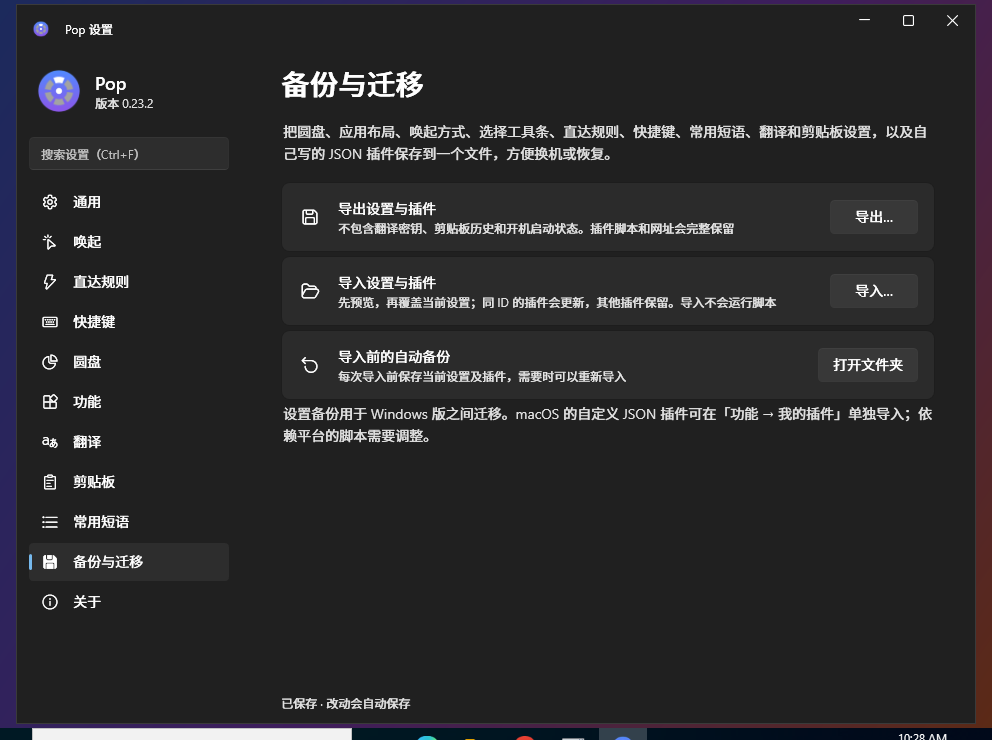 Pop 设置
Pop
版本 0.23.2
搜索设置（Ctrl+F）
通用
唤起
直达规则
快捷键
圆盘
功能
翻译
剪贴板
常用短语
备份与迁移
关于
备份与迁移
把圆盘、应用布局、唤起方式、选择工具条、直达规则、快捷键、常用短语、翻译和剪贴板设置，以及自
己写的 JSON 插件保存到一个文件，方便换机或恢复。
导出设置与插件
不包含翻译密钥、剪贴板历史和开机启动状态。插件脚本和网址会完整保留
导出...
导入设置与插件
先预览，再覆盖当前设置；同 ID 的插件会更新，其他插件保留。导入不会运行脚本
导入...
导入前的自动备份
每次导入前保存当前设置及插件，需要时可以重新导入
打开文件夹
设置备份用于 Windows 版之间迁移。macOS 的自定义 JSON 插件可在「功能 → 我的插件」单独导入；依
赖平台的脚本需要调整。
已保存 · 改动会自动保存
10:28 AM